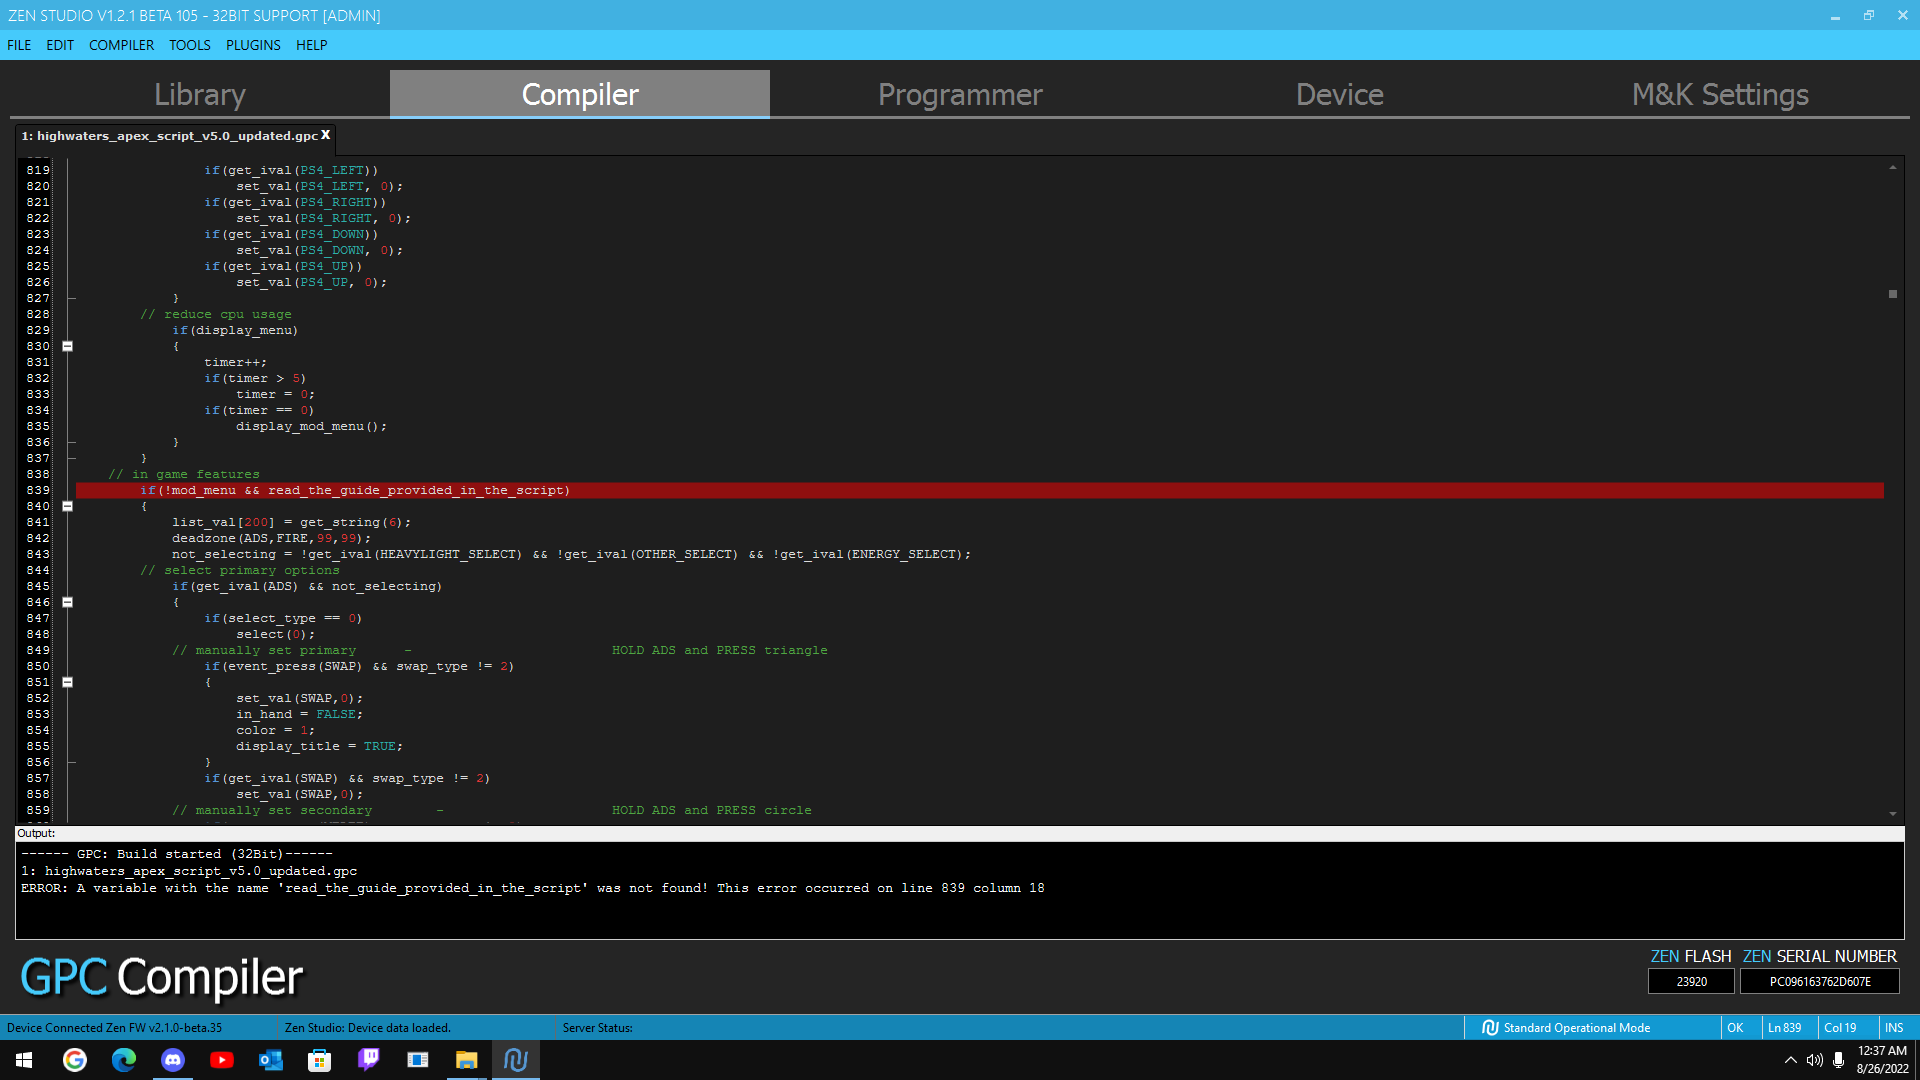 ZEN STUDIO V1.2.1 BETA 105 - 32BIT SUPPORT [ADMIN]
FILE EDIT COMPILER TOOLS PLUGINS HELP
Library Compiler Programmer Device M&K Settings
1: highwaters_apex_script_v5.0_updated.gpc X
819 if(get_ival(PS4_LEFT))
820 set_val(PS4_LEFT, 0);
821 if(get_ival(PS4_RIGHT))
822 set_val(PS4_RIGHT, 0);
823 if(get_ival(PS4_DOWN))
824 set_val(PS4_DOWN, 0);
825 if(get_ival(PS4_UP))
826 set_val(PS4_UP, 0);
827 }
828 // reduce cpu usage
829 if(display_menu)
830 {
831 timer++;
832 if(timer > 5)
833 timer = 0;
834 if(timer == 0)
835 display_mod_menu();
836 }
837 }
838 // in game features
839 if(!mod_menu && read_the_guide_provided_in_the_script)
840 {
841 list_val[200] = get_string(6);
842 deadzone(ADS,FIRE,99,99);
843 not_selecting = !get_ival(HEAVYLIGHT_SELECT) && !get_ival(OTHER_SELECT) && !get_ival(ENERGY_SELECT);
844 // select primary options
845 if(get_ival(ADS) && not_selecting)
846 {
847 if(select_type == 0)
848 select(0);
849 // manually set primary - HOLD ADS and PRESS triangle
850 if(event_press(SWAP) && swap_type != 2)
851 {
852 set_val(SWAP,0);
853 in_hand = FALSE;
854 color = 1;
855 display_title = TRUE;
856 }
857 if(get_ival(SWAP) && swap_type != 2)
858 set_val(SWAP,0);
859 // manually set secondary - HOLD ADS and PRESS circle
Output:
------ GPC: Build started (32Bit)------
1: highwaters_apex_script_v5.0_updated.gpc
ERROR: A variable with the name 'read_the_guide_provided_in_the_script' was not found! This error occurred on line 839 column 18
GPC Compiler
ZEN FLASH ZEN SERIAL NUMBER
23920 PC096163762D607E
Device Connected Zen FW v2.1.0-beta.35 Zen Studio: Device data loaded. Server Status: Standard Operational Mode OK Ln 839 Col 19 INS
12:37 AM
8/26/2022